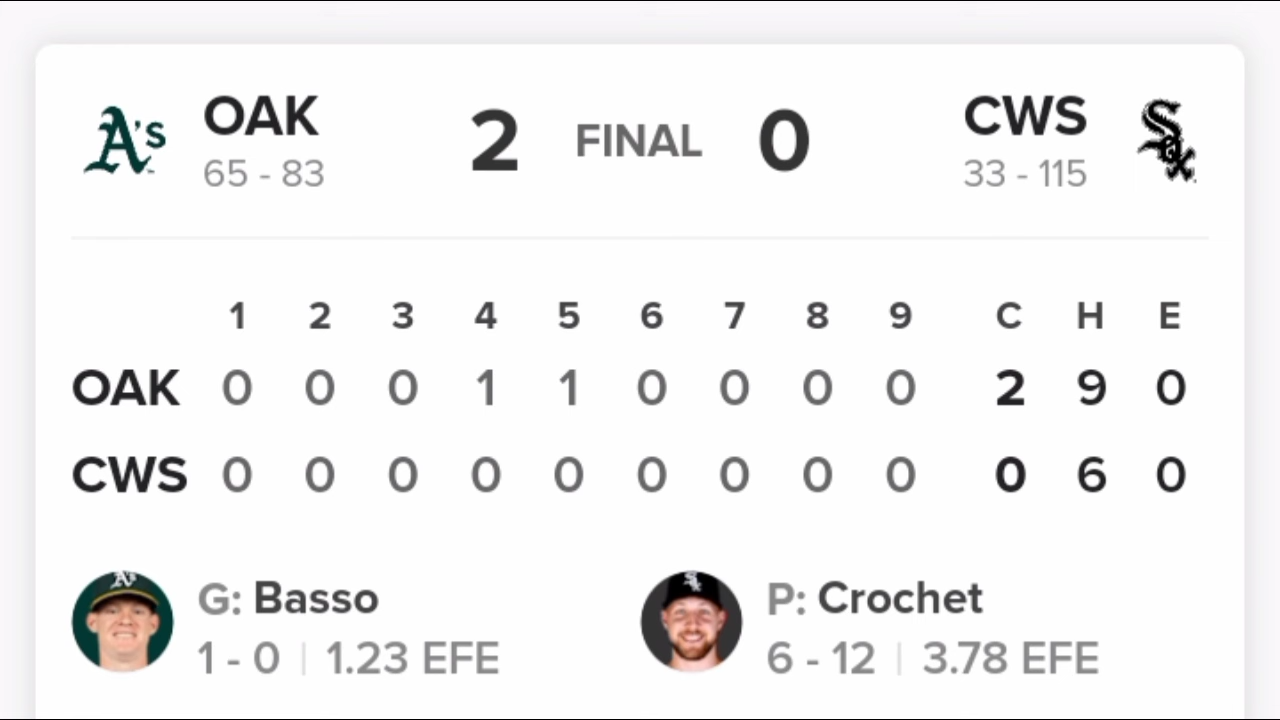 A's OAK 2 FINAL 0 CWS Sox
65 - 83 33 - 115
1 2 3 4 5 6 7 8 9 C H E
OAK 0 0 0 1 1 0 0 0 0 2 9 0
CWS 0 0 0 0 0 0 0 0 0 0 6 0
G: Basso P: Crochet
1 - 0 | 1.23 EFE 6 - 12 | 3.78 EFE